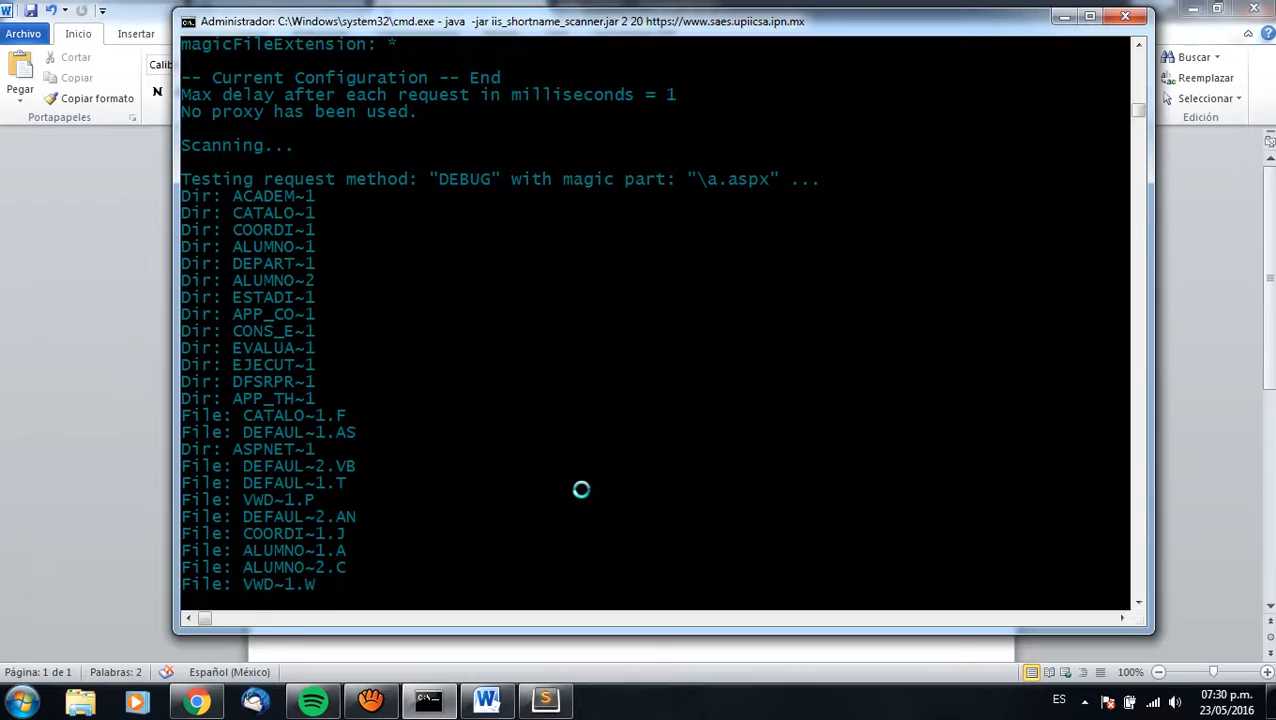 Administrador: C:\Windows\system32\cmd.exe - java -jar iis_shortname_scanner.jar 2 20 https://www.saes.upiicsa.ipn.mx
Archivo Inicio Insertar
Pegar
Cortar
Copiar
Copiar formato
Portapapeles
Calib
N
Buscar
Reemplazar
Seleccionar
Edición
magicFileExtension: *
-- Current Configuration -- End
Max delay after each request in milliseconds = 1
No proxy has been used.
Scanning...
Testing request method: "DEBUG" with magic part: "\a.aspx" ...
Dir: ACADEM~1
Dir: CATALO~1
Dir: COORDI~1
Dir: ALUMNO~1
Dir: DEPART~1
Dir: ALUMNO~2
Dir: ESTADI~1
Dir: APP_CO~1
Dir: CONS_E~1
Dir: EVALUA~1
Dir: EJECUT~1
Dir: DFSRPR~1
Dir: APP_TH~1
File: CATALO~1.F
File: DEFAUL~1.AS
Dir: ASPNET~1
File: DEFAUL~2.VB
File: DEFAUL~1.T
File: VWD~1.P
File: DEFAUL~2.AN
File: COORDI~1.J
File: ALUMNO~1.A
File: ALUMNO~2.C
File: VWD~1.W
Página: 1 de 1 Palabras: 2 Español (México) 100%
ES 07:30 p.m.
23/05/2016